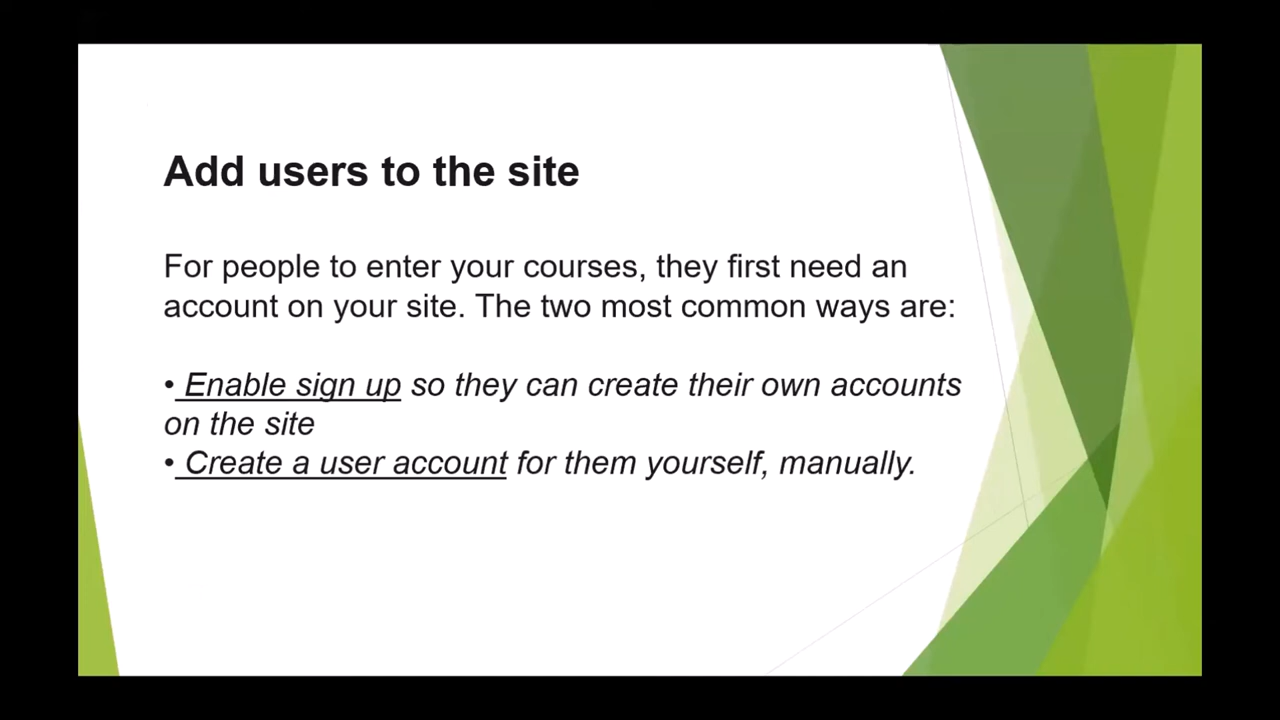 Add users to the site
For people to enter your courses, they first need an
account on your site. The two most common ways are:
• Enable sign up so they can create their own accounts
on the site
• Create a user account for them yourself, manually.